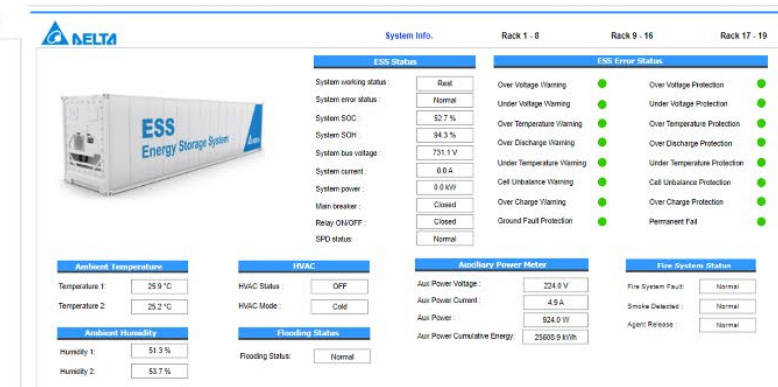 DELTA
System Info.
Rack 1 - 8
Rack 9 - 16
Rack 17 - 19
ESS Status
System working status : Rest
System error status : Normal
System SOC : 52.7 %
System SOH : 94.3 %
System bus voltage : 731.1 V
System current : 0.0 A
System power : 0.0 kW
Main breaker : Closed
Relay ON/OFF : Closed
SPD status: Normal
ESS Error Status
Over Voltage Warning
Over Voltage Protection
Under Voltage Warning
Under Voltage Protection
Over Temperature Warning
Over Temperature Protection
Over Discharge Warning
Over Discharge Protection
Under Temperature Warning
Under Temperature Protection
Cell Unbalance Warning
Cell Unbalance Protection
Over Charge Warning
Over Charge Protection
Ground Fault Protection
Permanent Fail
ESS
Energy Storage System
Ambient Temperature
Temperature 1: 25.9 °C
Temperature 2: 25.2 °C
HVAC
HVAC Status : OFF
HVAC Mode : Cold
Auxiliary Power Meter
Aux Power Voltage : 224.0 V
Aux Power Current : 4.9 A
Aux Power : 924.0 W
Aux Power Cumulative Energy: 25608.9 kWh
Fire System Status
Fire System Fault: Normal
Smoke Detected : Normal
Agent Release : Normal
Ambient Humidity
Humidity 1: 51.3 %
Humidity 2: 53.7 %
Flooding Status
Flooding Status: Normal